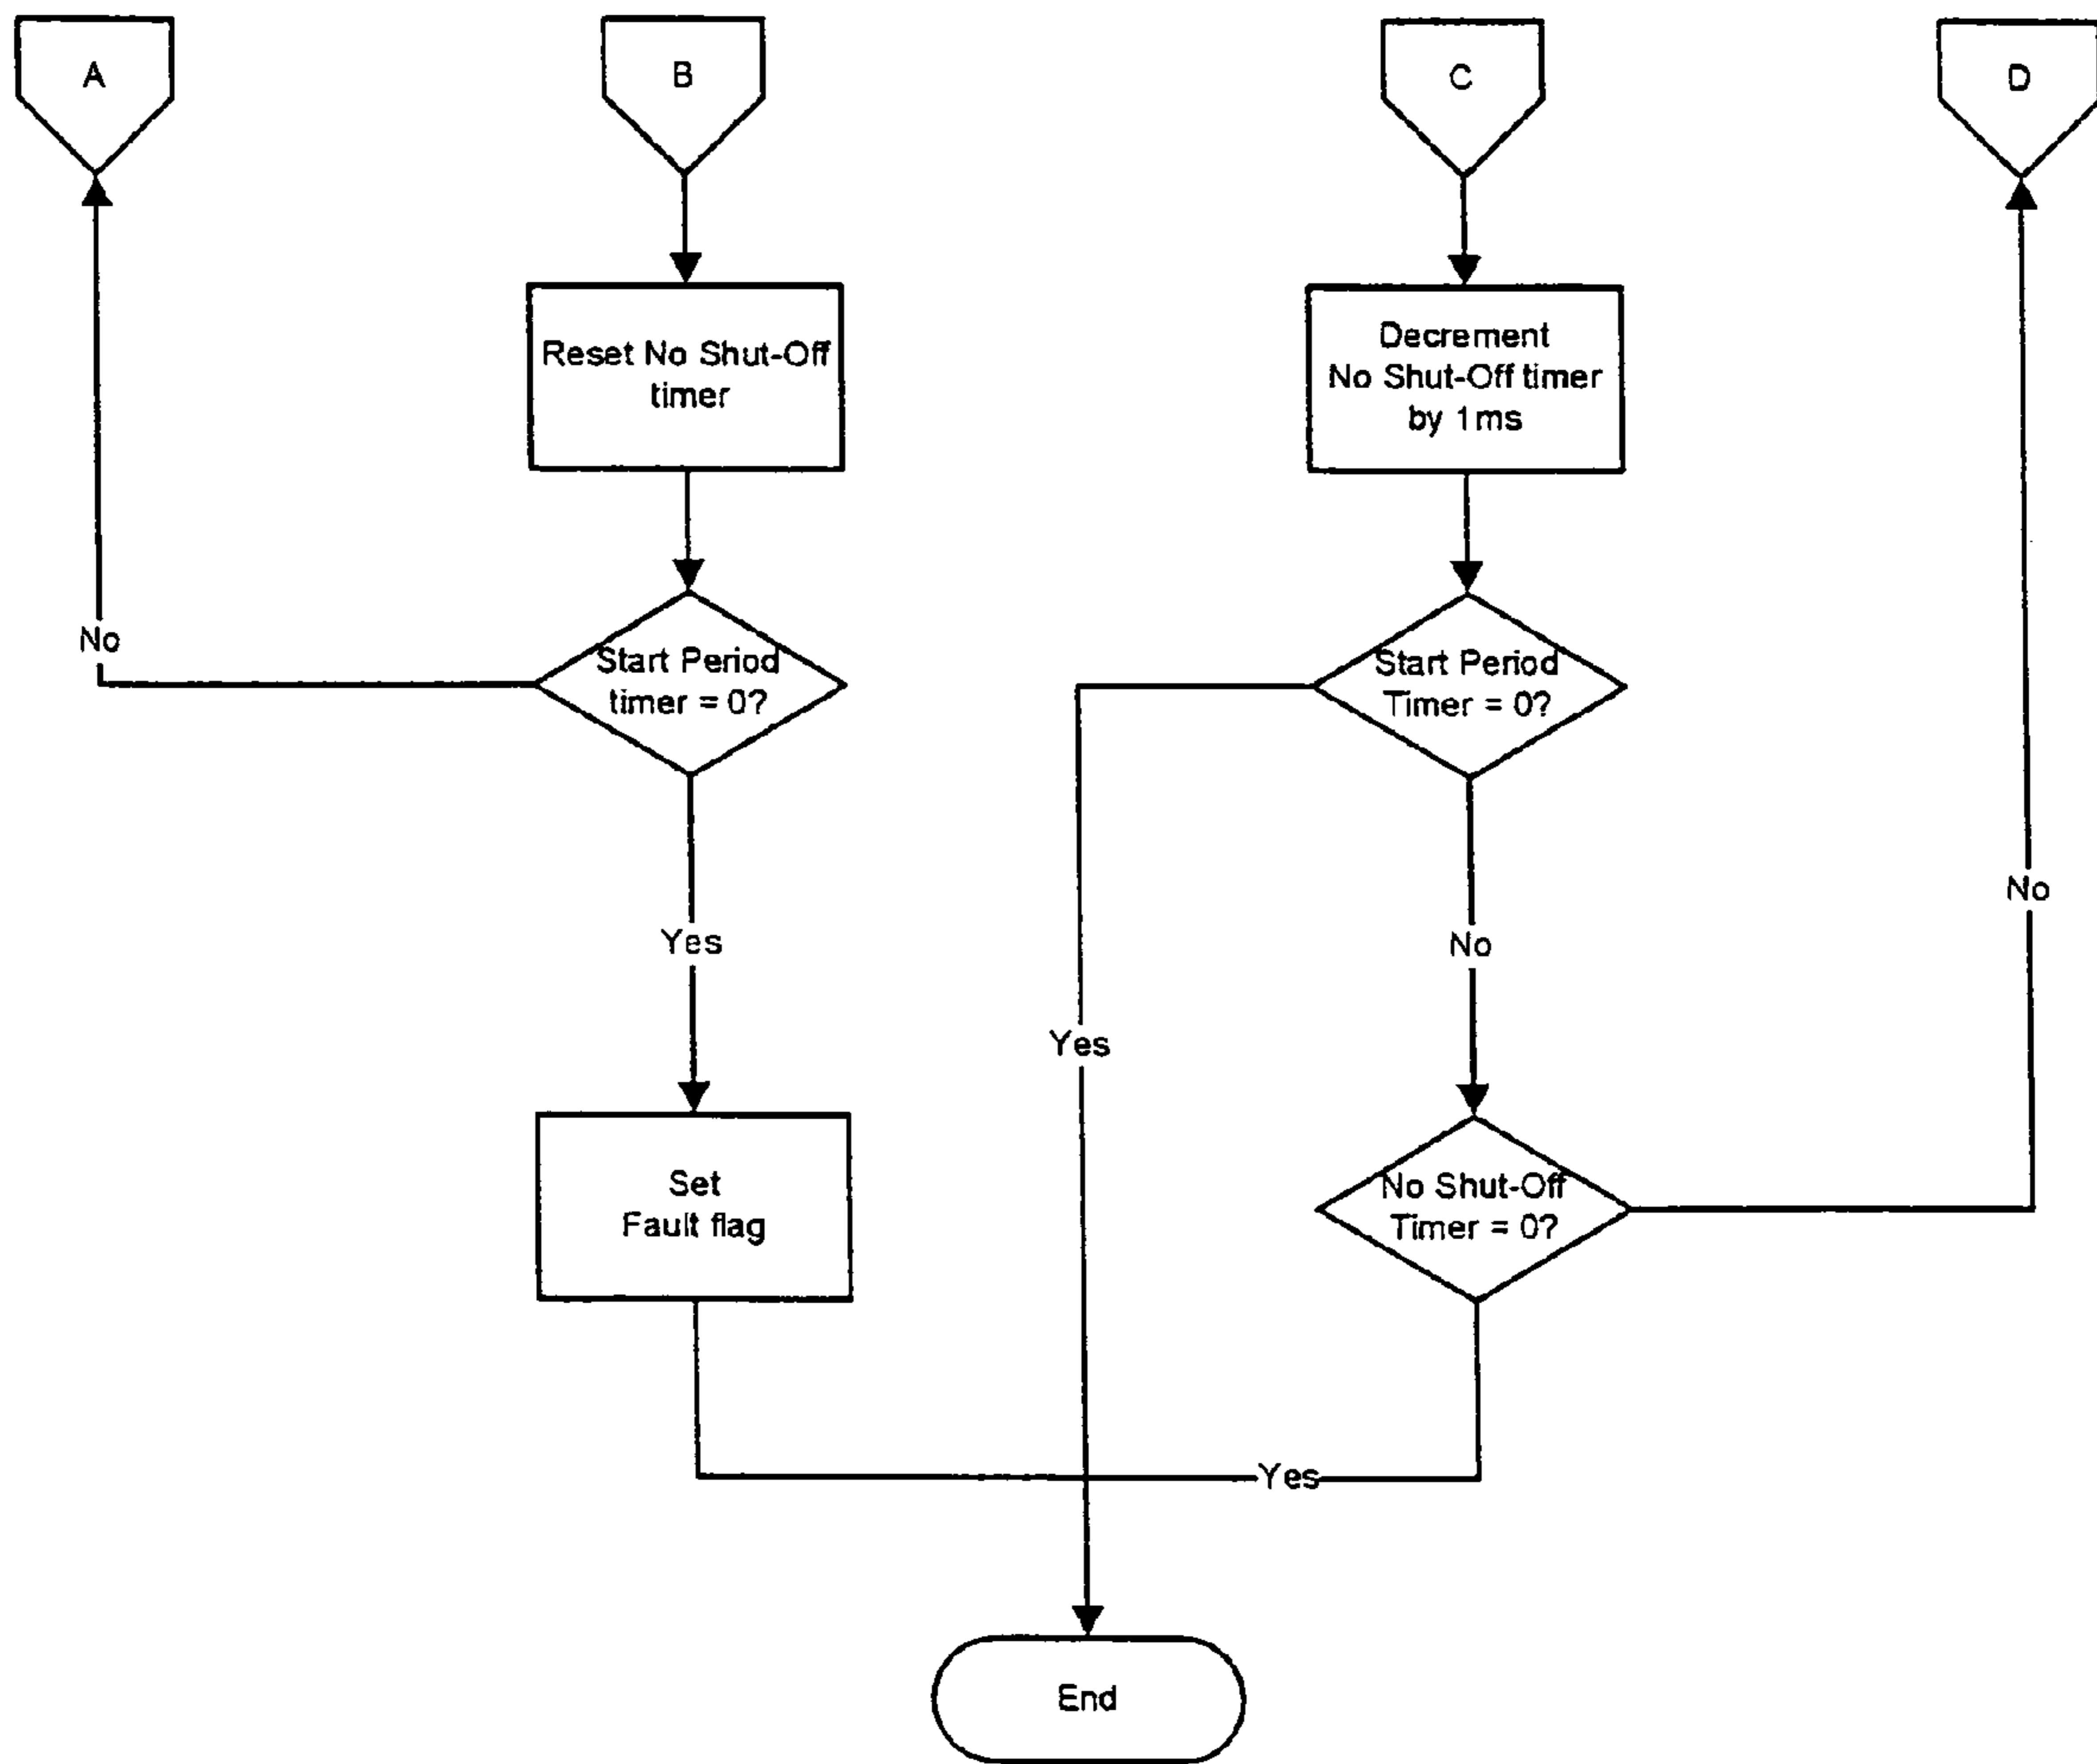 A
B
C
D
Reset No Shut-Off
timer
Decrement
No Shut-Off timer
by 1ms
No
Start Period
timer = 0?
Start Period
Timer = 0?
No
Yes
No
Yes
Set
Fault flag
No Shut-Off
Timer = 0?
Yes
End